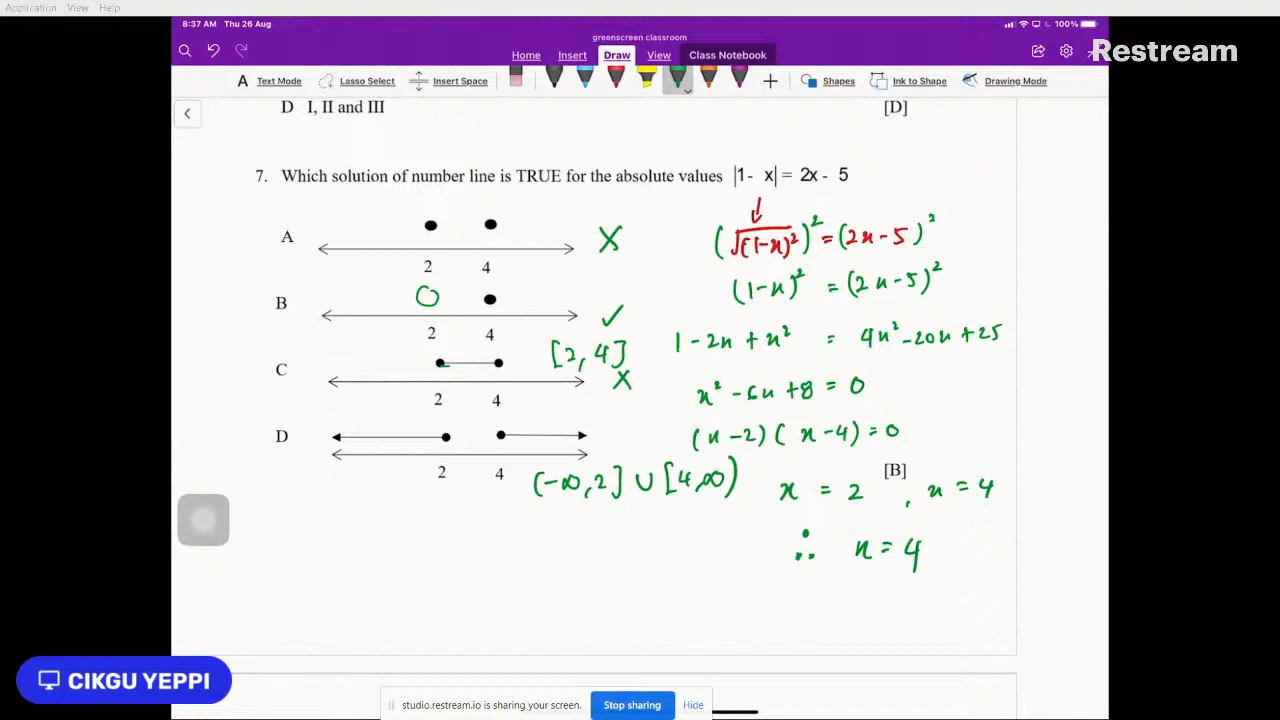 Application View Help
8:37 AM Thu 26 Aug
100%
greenscreen classroom
Home Insert Draw View Class Notebook
Restream
A Text Mode Lasso Select Insert Space Shapes Ink to Shape Drawing Mode
D I, II and III [D]
7. Which solution of number line is TRUE for the absolute values |1 - x| = 2x - 5
A
2 4
X
B
2 4
✓
C
2 4
[2, 4]
X
D
2 4
(-∞, 2] ∪ [4, ∞)
(√(1-x)²)² = (2x-5)²
(1-x)² = (2x-5)²
1 - 2x + x² = 4x² - 20x + 25
x² - 6x + 8 = 0
(x-2)(x-4) = 0
[B]
x = 2 , x = 4
∴ x = 4
CIKGU YEPPI
studio.restream.io is sharing your screen. Stop sharing Hide